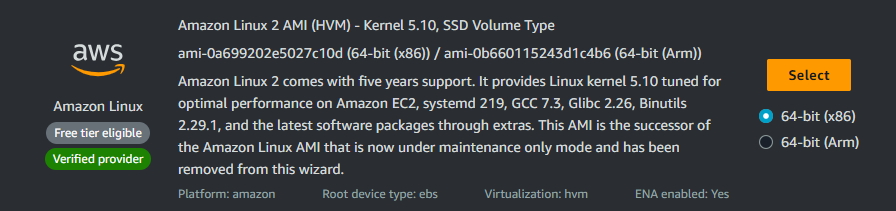 aws
Amazon Linux
Free tier eligible
Verified provider
Amazon Linux 2 AMI (HVM) - Kernel 5.10, SSD Volume Type
ami-0a699202e5027c10d (64-bit (x86)) / ami-0b660115243d1c4b6 (64-bit (Arm))
Amazon Linux 2 comes with five years support. It provides Linux kernel 5.10 tuned for
optimal performance on Amazon EC2, systemd 219, GCC 7.3, Glibc 2.26, Binutils
2.29.1, and the latest software packages through extras. This AMI is the successor of
the Amazon Linux AMI that is now under maintenance only mode and has been
removed from this wizard.
Platform: amazon Root device type: ebs Virtualization: hvm ENA enabled: Yes
Select
64-bit (x86)
64-bit (Arm)